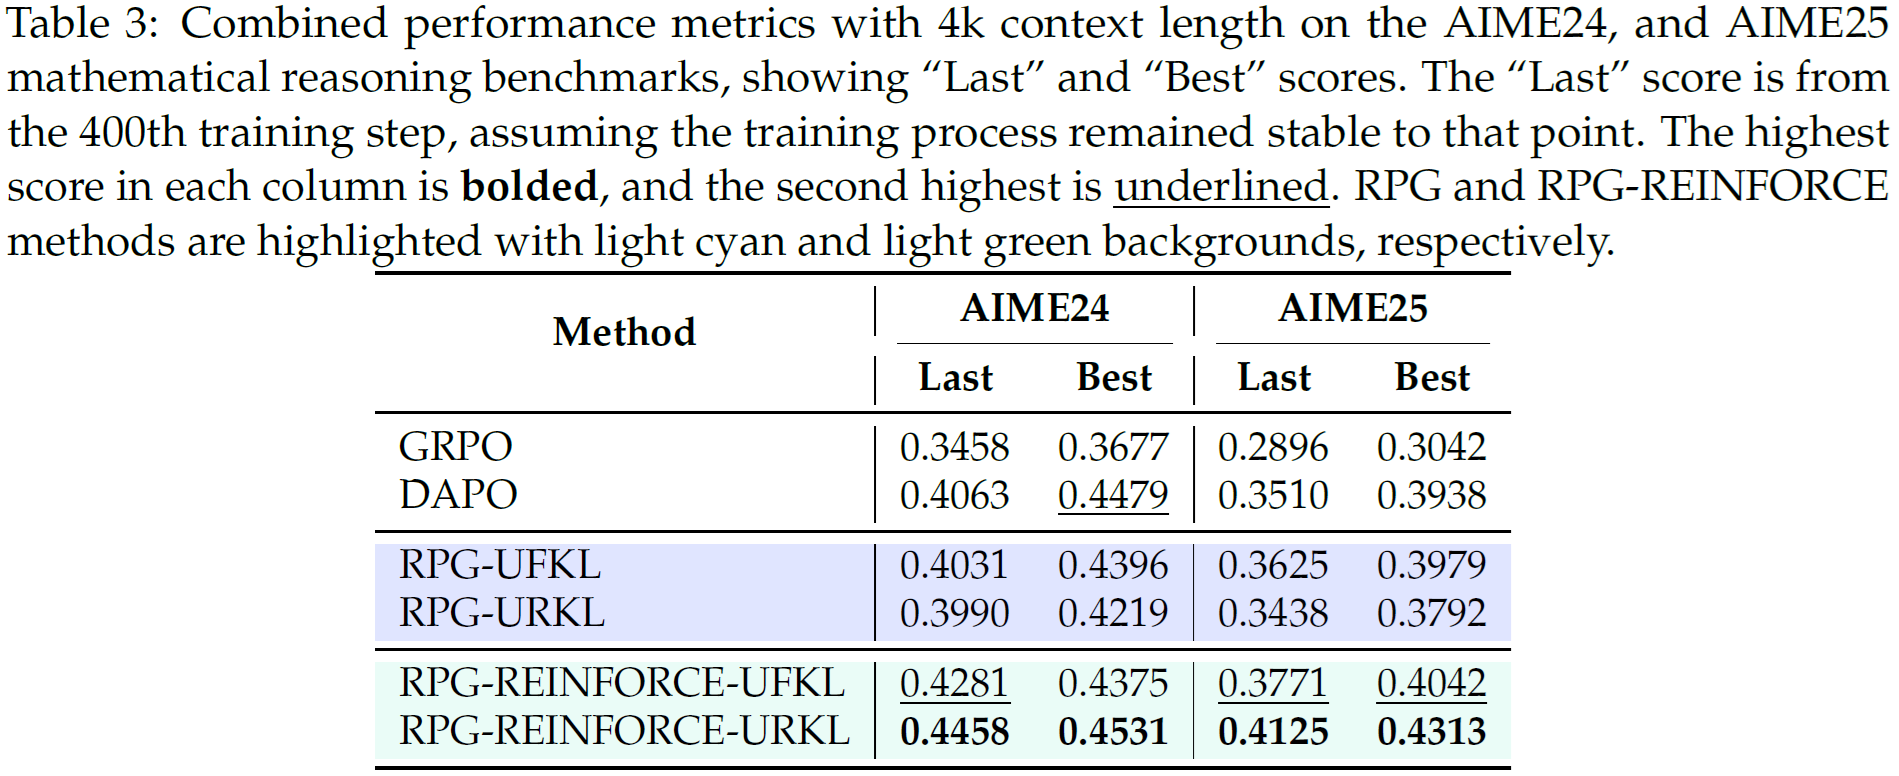 Table 3: Combined performance metrics with 4k context length on the AIME24, and AIME25
mathematical reasoning benchmarks, showing “Last” and “Best” scores. The “Last” score is from
the 400th training step, assuming the training process remained stable to that point. The highest
score in each column is bolded, and the second highest is underlined. RPG and RPG-REINFORCE
methods are highlighted with light cyan and light green backgrounds, respectively.
Method AIME24 AIME25
Last Best Last Best
GRPO 0.3458 0.3677 0.2896 0.3042
DAPO 0.4063 0.4479 0.3510 0.3938
RPG-UFKL 0.4031 0.4396 0.3625 0.3979
RPG-URKL 0.3990 0.4219 0.3438 0.3792
RPG-REINFORCE-UFKL 0.4281 0.4375 0.3771 0.4042
RPG-REINFORCE-URKL 0.4458 0.4531 0.4125 0.4313